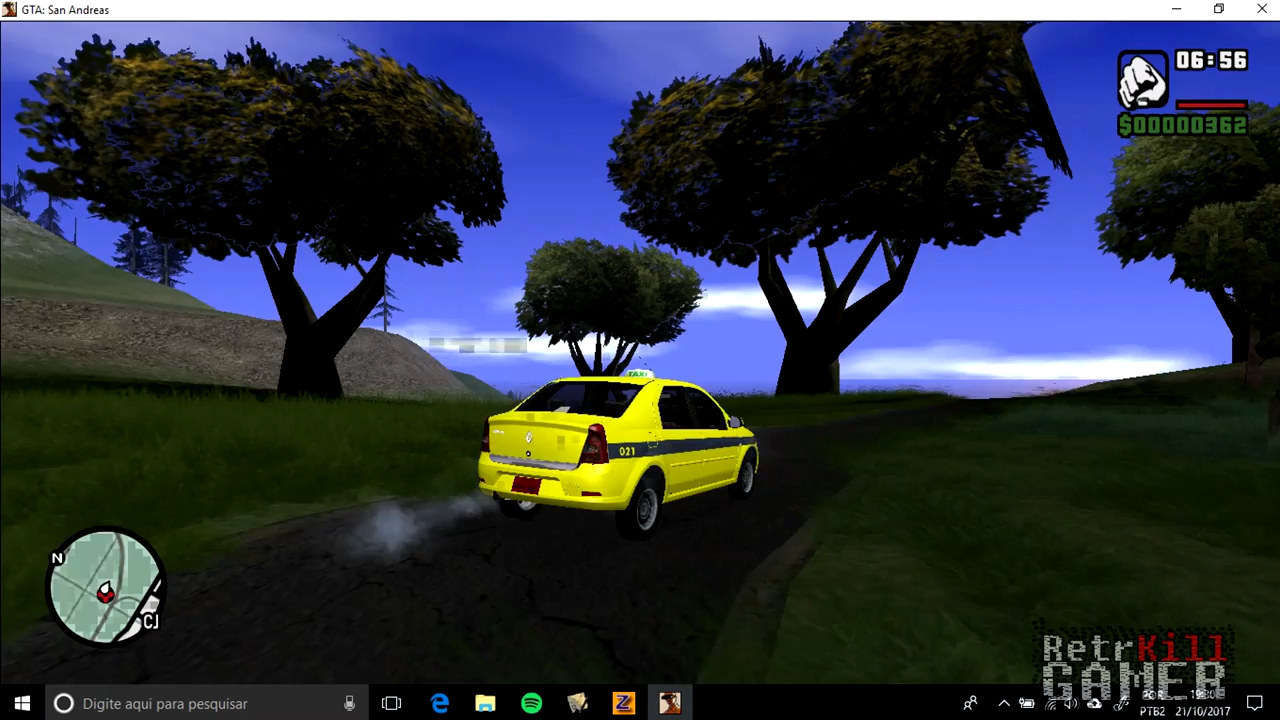 GTA: San Andreas
06:56
$00000362
TAXI
021
N
CJ
RetrKill
GAMER
Digite aqui para pesquisar
POR
PTB2
21/10/2017